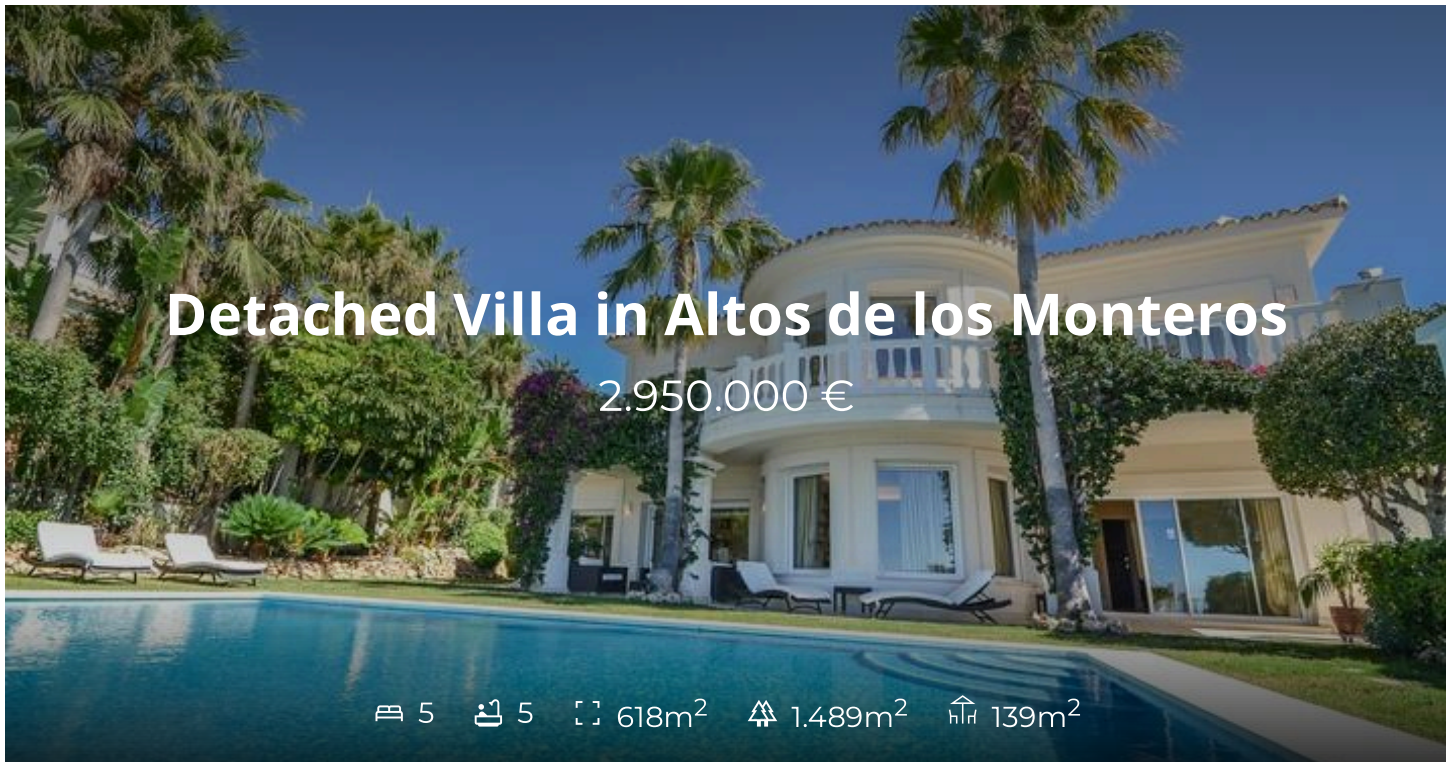 Detached Villa in Altos de los Monteros
2.950.000 €
5 5 618m² 1.489m² 139m²